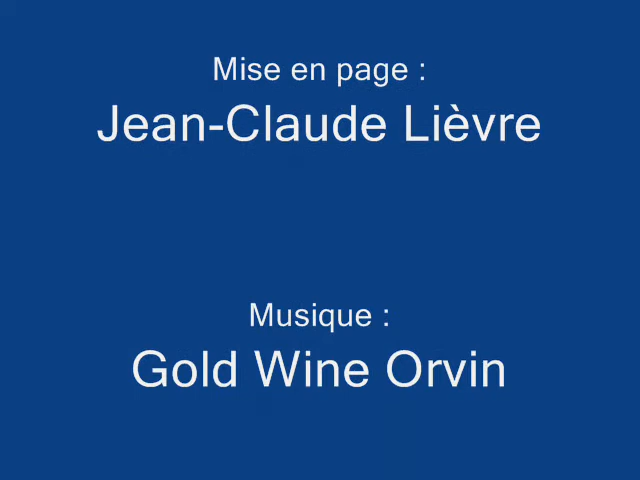 Mise en page :
Jean-Claude Lièvre
Musique :
Gold Wine Orvin